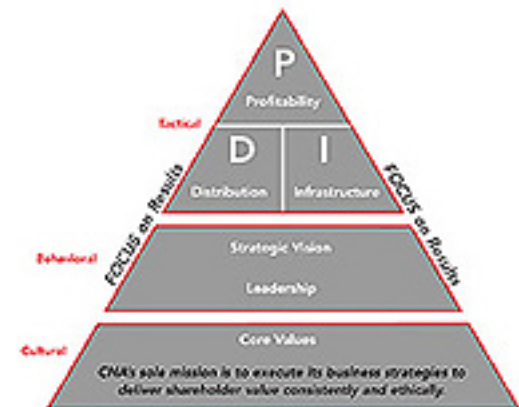 P
Profitability
Tactical
D I
Distribution Infrastructure
FOCUS on Results
FOCUS on Results
Behavioral
Strategic Vision
Leadership
Cultural
Core Values
CNA's sole mission is to execute its business strategies to
deliver shareholder value consistently and ethically.